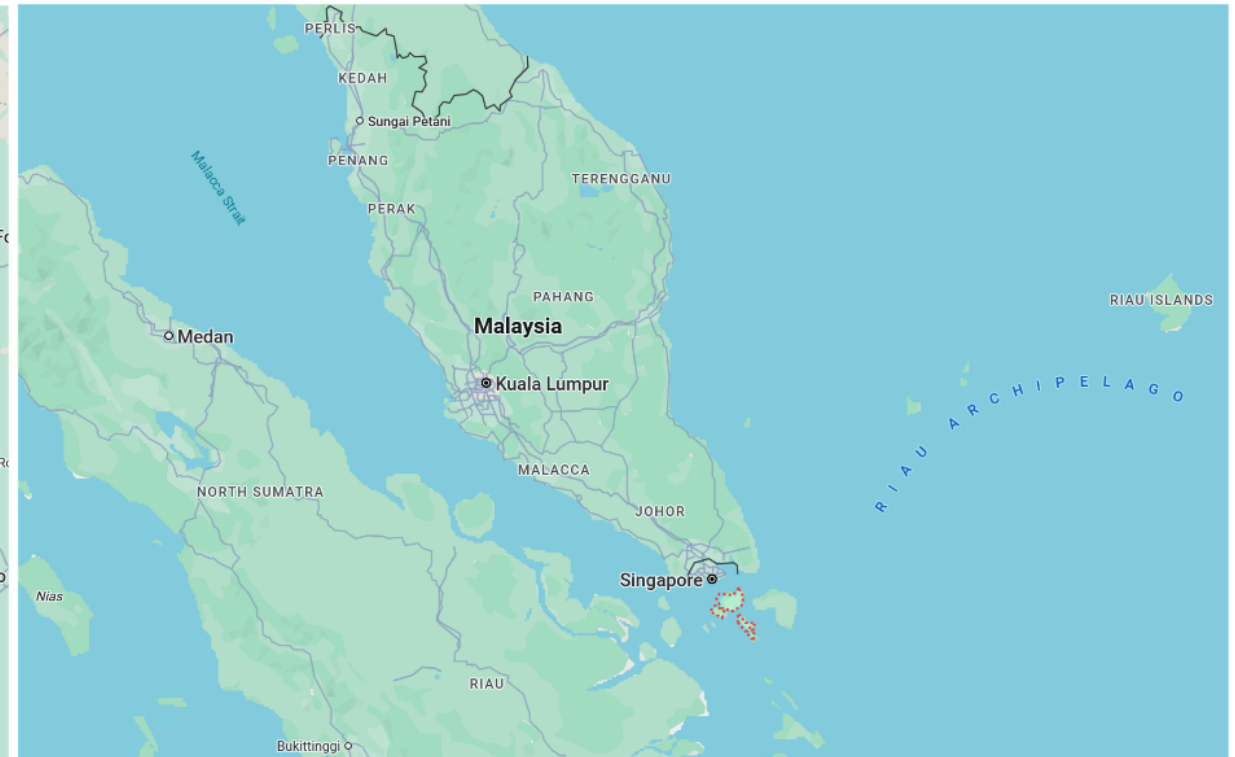 PERLIS
KEDAH
Sungai Petani
Malacca Strait
PENANG
TERENGGANU
PERAK
PAHANG
RIAU ISLANDS
Malaysia
Medan
Kuala Lumpur
RIAU ARCHIPELAGO
MALACCA
NORTH SUMATRA
JOHOR
Singapore
Nias
RIAU
Bukittinggi